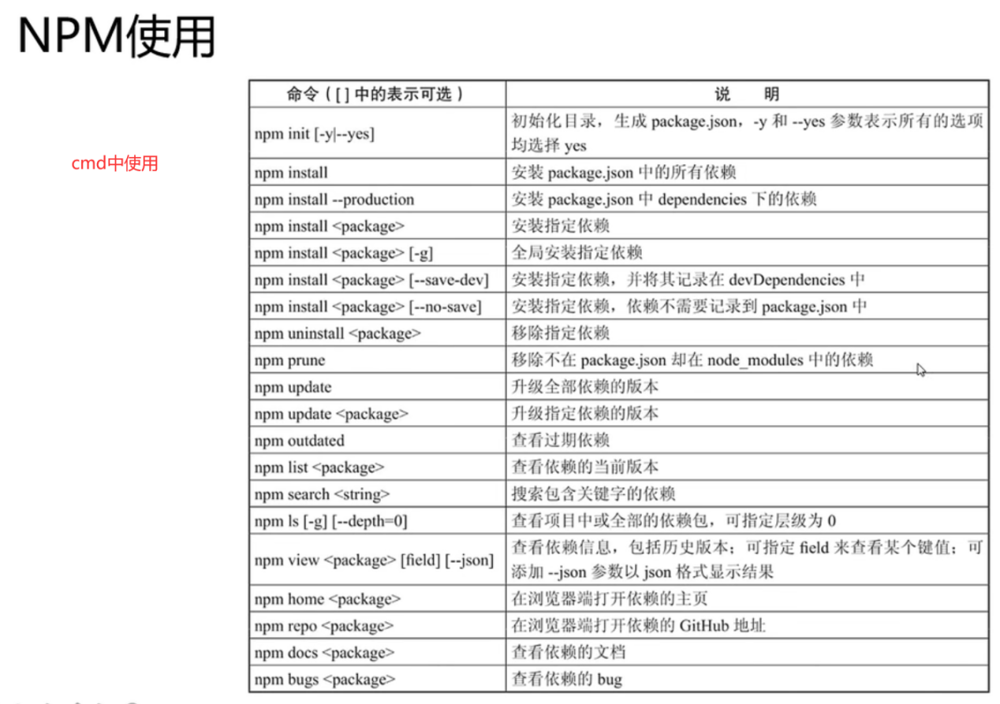 NPM使用
cmd中使用
命令（[ ] 中的表示可选） 说 明
npm init [-y|--yes] 初始化目录，生成 package.json，-y 和 --yes 参数表示所有的选项
均选择 yes
npm install 安装 package.json 中的所有依赖
npm install --production 安装 package.json 中 dependencies 下的依赖
npm install <package> 安装指定依赖
npm install <package> [-g] 全局安装指定依赖
npm install <package> [--save-dev] 安装指定依赖，并将其记录在 devDependencies 中
npm install <package> [--no-save] 安装指定依赖，依赖不需要记录到 package.json 中
npm uninstall <package> 移除指定依赖
npm prune 移除不在 package.json 却在 node_modules 中的依赖
npm update 升级全部依赖的版本
npm update <package> 升级指定依赖的版本
npm outdated 查看过期依赖
npm list <package> 查看依赖的当前版本
npm search <string> 搜索包含关键字的依赖
npm ls [-g] [--depth=0] 查看项目中或全部的依赖包，可指定层级为 0
npm view <package> [field] [--json] 查看依赖信息，包括历史版本；可指定 field 来查看某个键值；可
添加 --json 参数以 json 格式显示结果
npm home <package> 在浏览器端打开依赖的主页
npm repo <package> 在浏览器端打开依赖的 GitHub 地址
npm docs <package> 查看依赖的文档
npm bugs <package> 查看依赖的 bug